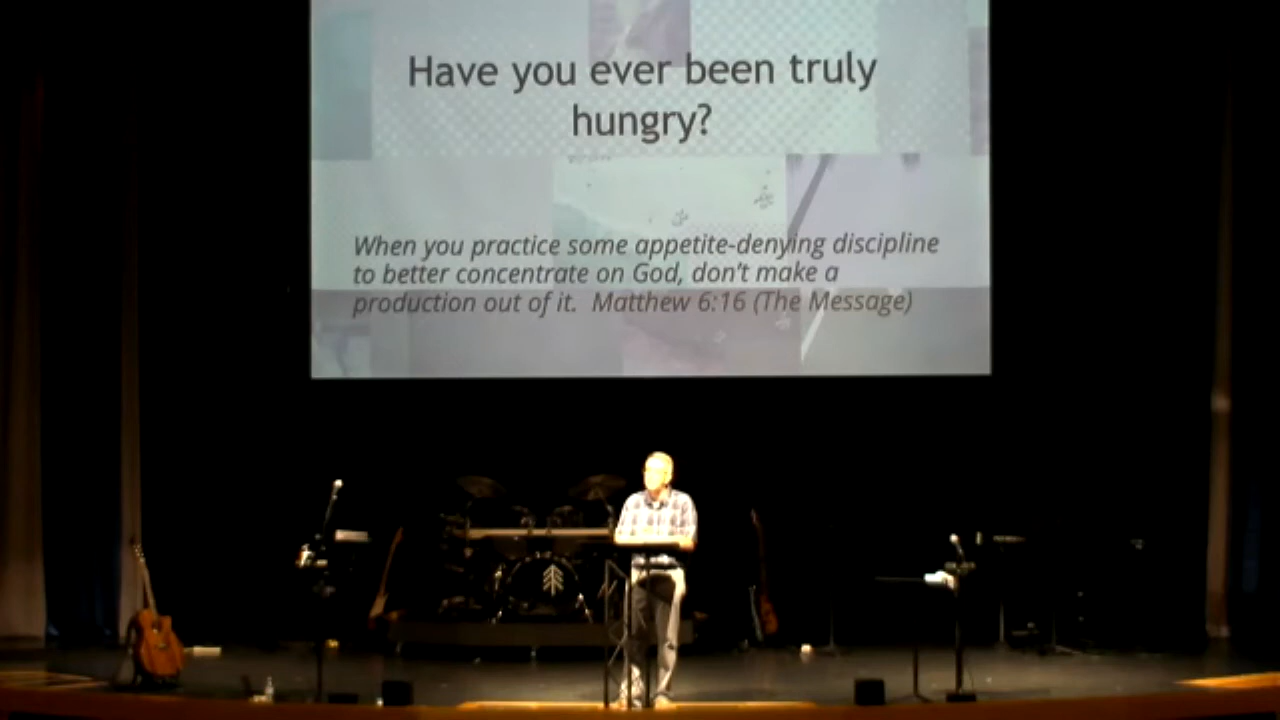 Have you ever been truly
hungry?
When you practice some appetite-denying discipline
to better concentrate on God, don't make a
production out of it.  Matthew 6:16 (The Message)